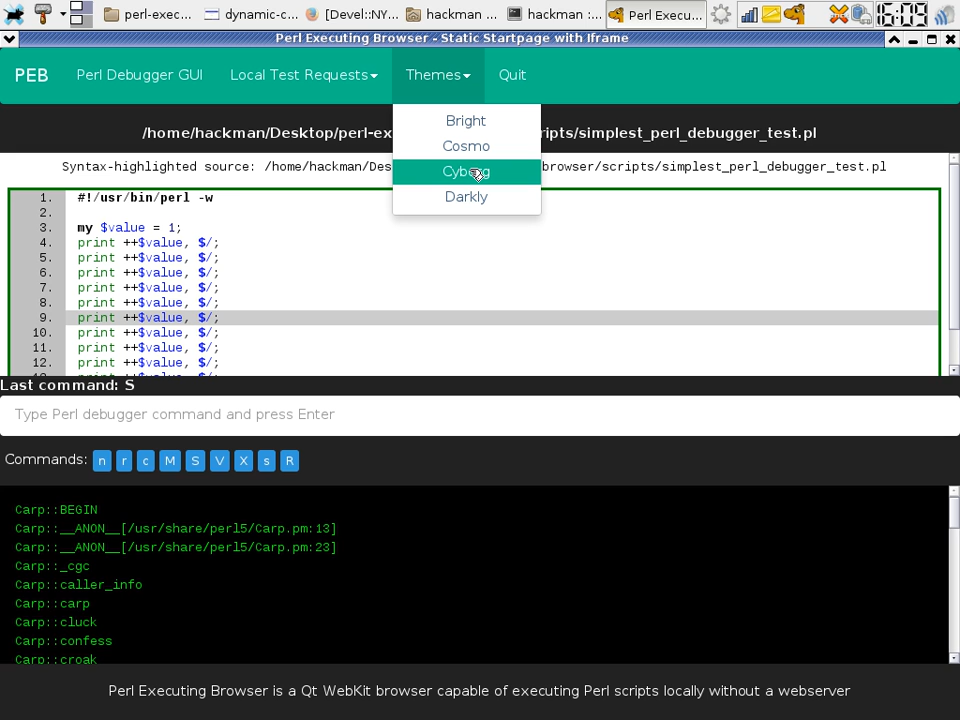 perl-exec...
dynamic-c...
[Devel::NY...
hackman ...
hackman :...
Perl Execu...
16:09
Perl Executing Browser - Static Startpage with Iframe
PEB
Perl Debugger GUI
Local Test Requests
Themes
Quit
Bright
Cosmo
Darkly
/home/hackman/Desktop/perl-ex
ripts/simplest_perl_debugger_test.pl
Syntax-highlighted source: /home/hackman/Des
browser/scripts/simplest_perl_debugger_test.pl
1. #!/usr/bin/perl -w
2.
3. my $value = 1;
4. print ++$value, $/;
5. print ++$value, $/;
6. print ++$value, $/;
7. print ++$value, $/;
8. print ++$value, $/;
9. print ++$value, $/;
10. print ++$value, $/;
11. print ++$value, $/;
12. print ++$value, $/;
Last command: S
Type Perl debugger command and press Enter
Commands: n r c M S V X s R
Carp::BEGIN
Carp::__ANON__[/usr/share/perl5/Carp.pm:13]
Carp::__ANON__[/usr/share/perl5/Carp.pm:23]
Carp::_cgc
Carp::caller_info
Carp::carp
Carp::cluck
Carp::confess
Carp::croak
Perl Executing Browser is a Qt WebKit browser capable of executing Perl scripts locally without a webserver